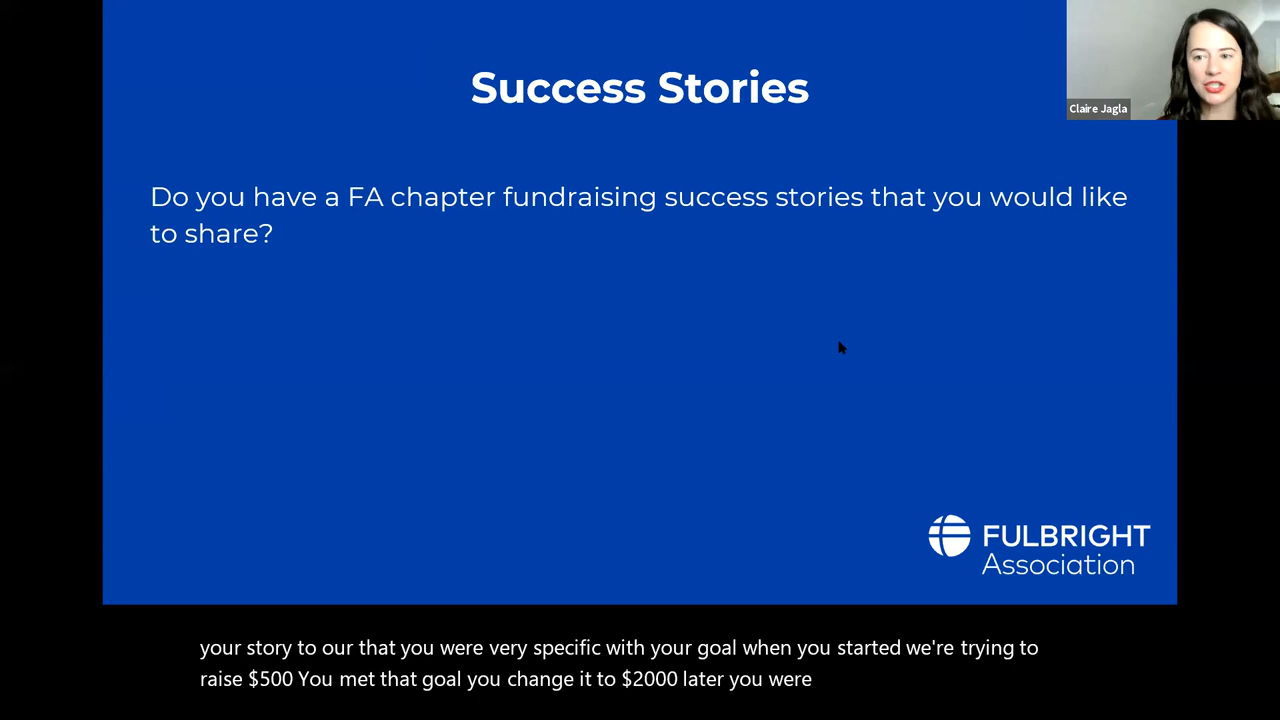 Success Stories
Claire Jagla
Do you have a FA chapter fundraising success stories that you would like
to share?
FULBRIGHT
Association
your story to our that you were very specific with your goal when you started we're trying to
raise $500 You met that goal you change it to $2000 later you were